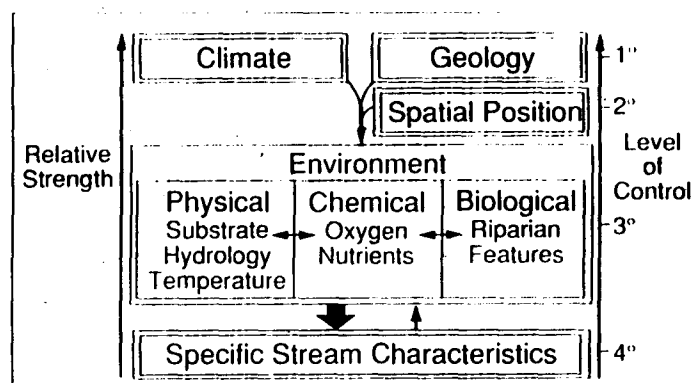 Climate
Geology
1°
Spatial Position
2°
Relative
Strength
Environment
Level
of
Control
Physical
Chemical
Biological
Substrate
Oxygen
Riparian
3°
Hydrology
Nutrients
Features
Temperature
Specific Stream Characteristics
4°